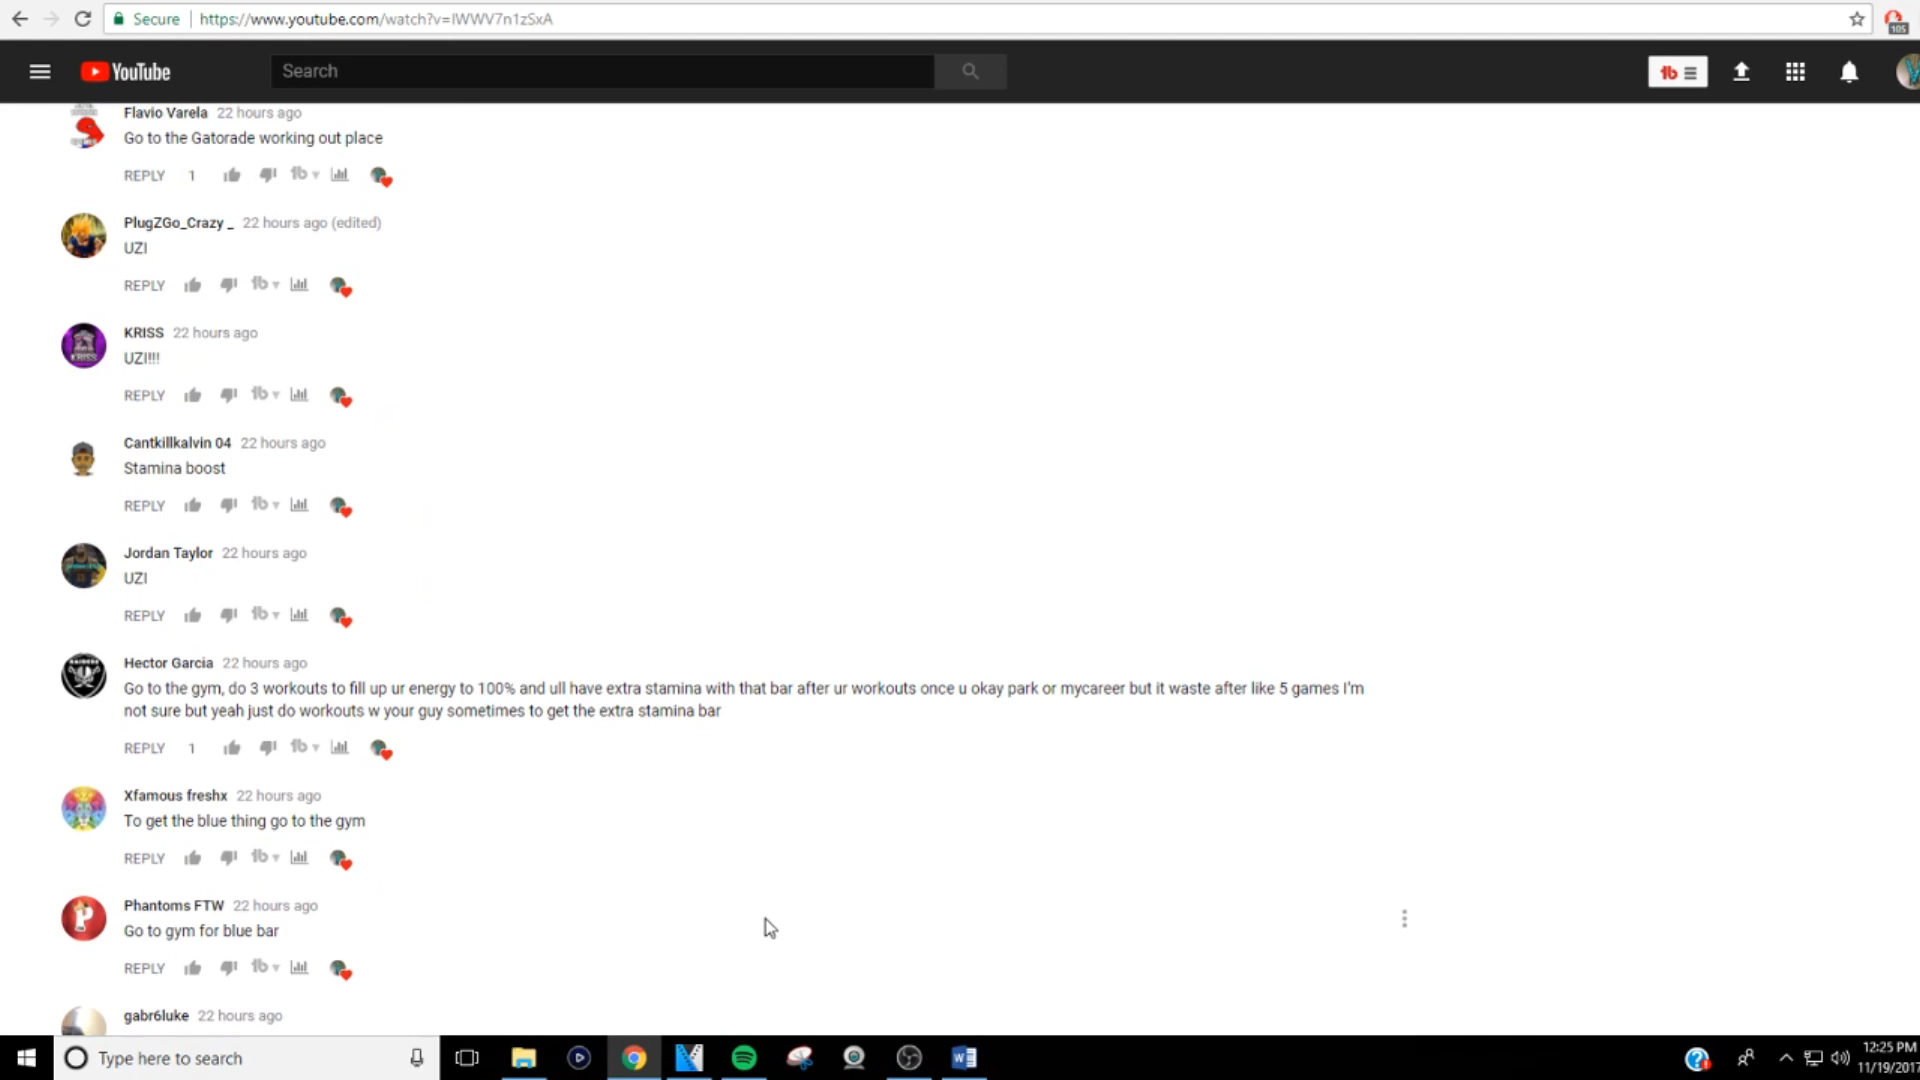 Secure https://www.youtube.com/watch?v=IWWV7n1zSxA
105
YouTube
Search
Flavio Varela 22 hours ago
Go to the Gatorade working out place
REPLY 1
PlugZGo_Crazy _ 22 hours ago (edited)
UZI
REPLY
KRISS 22 hours ago
UZI!!!
KRISS
REPLY
Cantkillkalvin 04 22 hours ago
Stamina boost
REPLY
Jordan Taylor 22 hours ago
UZI
REPLY
RAIDERS
Hector Garcia 22 hours ago
Go to the gym, do 3 workouts to fill up ur energy to 100% and ull have extra stamina with that bar after ur workouts once u okay park or mycareer but it waste after like 5 games I'm
not sure but yeah just do workouts w your guy sometimes to get the extra stamina bar
REPLY 1
Xfamous freshx 22 hours ago
To get the blue thing go to the gym
REPLY
Phantoms FTW 22 hours ago
Go to gym for blue bar
REPLY
gabr6luke 22 hours ago
Type here to search
12:25 PM
11/19/2017